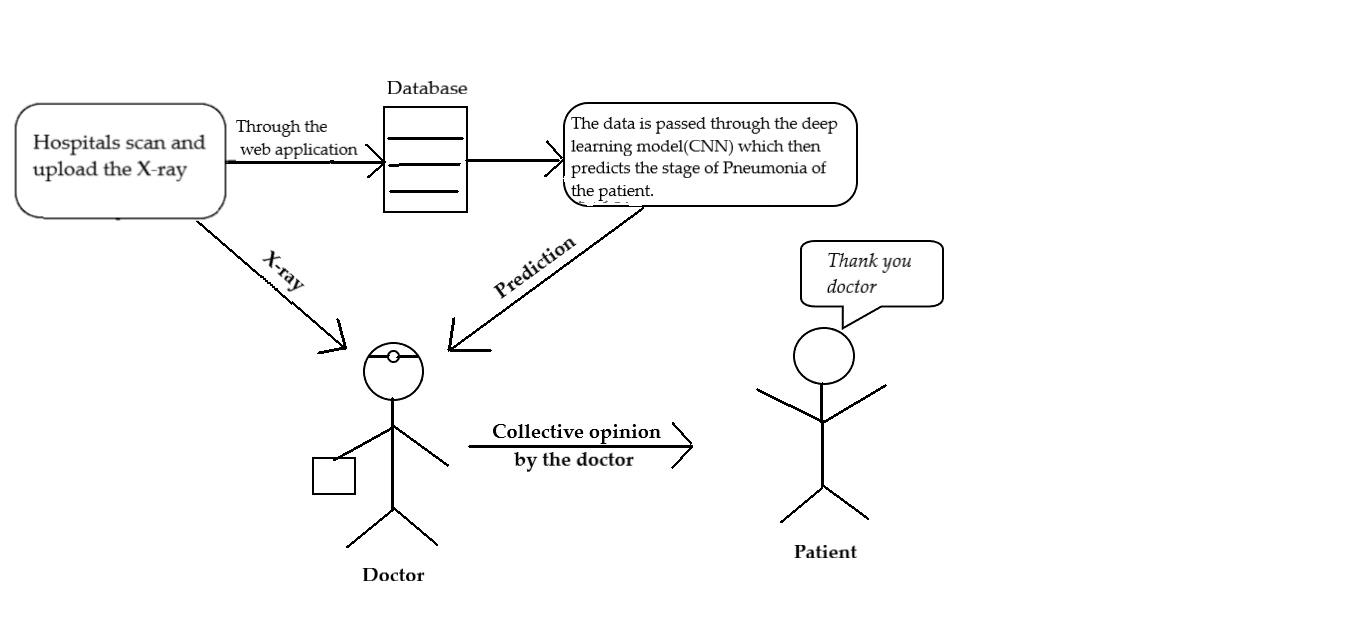 Database
Hospitals scan and
upload the X-ray
Through the
web application
The data is passed through the deep
learning model(CNN) which then
predicts the stage of Pneumonia of
the patient.
X-ray
Prediction
Thank you
doctor
Collective opinion
by the doctor
Patient
Doctor